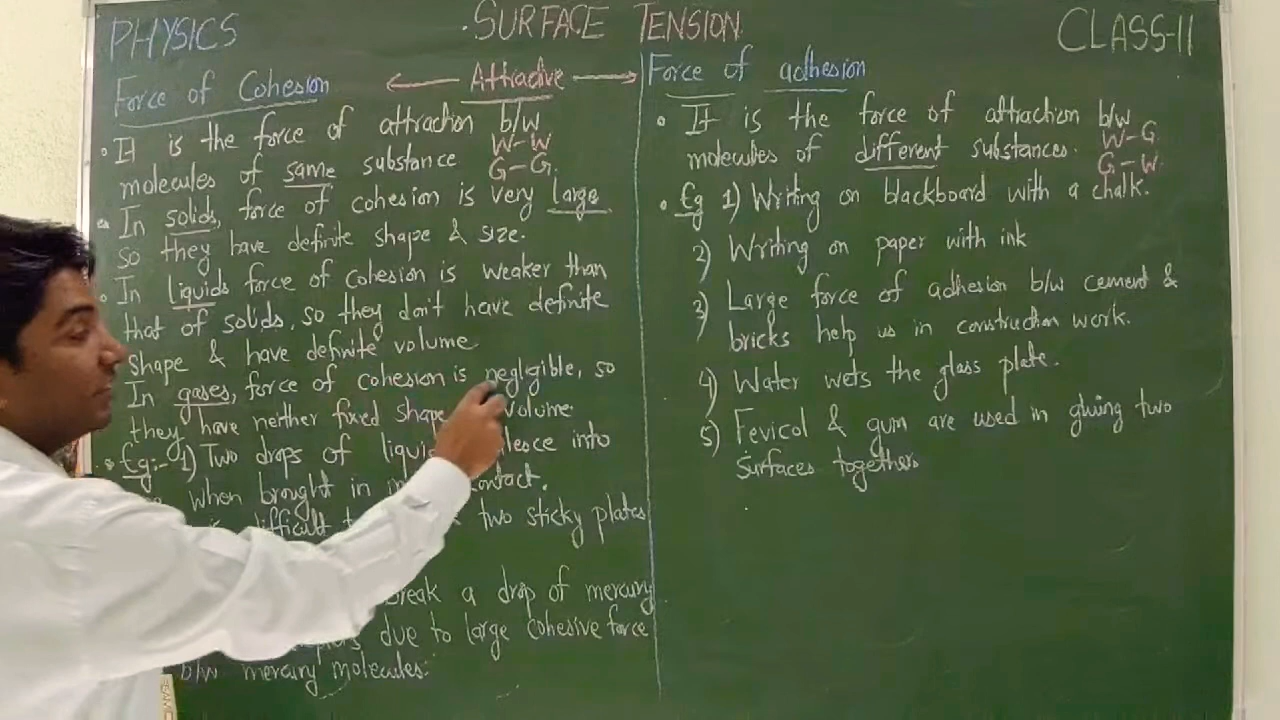 PHYSICS
SURFACE TENSION
CLASS-11
Force of Cohesion
Attractive
Force of adhesion
It is the force of attraction b/w
W-W
molecules of same substance
G-G
In solids, force of cohesion is very large
so they have definite shape & size.
In liquids force of cohesion is weaker than
that of solids, so they don't have definite
shape & have definite volume
In gases, force of cohesion is negligible, so
they have neither fixed shape volume
Eg:- 1) Two drops of into
when brought in contact.
difficult two sticky plates
break a drop of mercury
due to large cohesive force
b/w mercury molecules.
It is the force of attraction b/w
W-G
molecules of different substances.
G-W
Eg 1) Writing on blackboard with a chalk.
2) Writing on paper with ink
3) Large force of adhesion b/w cement &
bricks help us in construction work.
4) Water wets the glass plate.
5) Fevicol & gum are used in gluing two
surfaces together